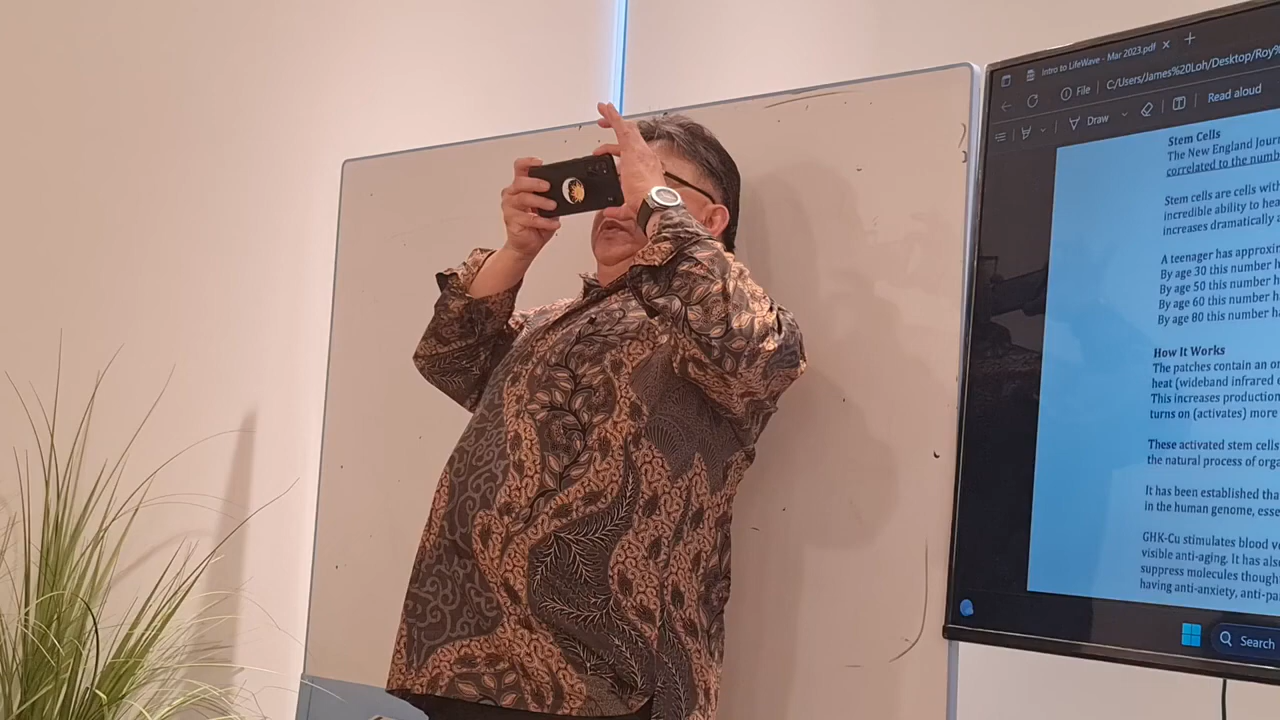 Intro to LifeWave - Mar 2023.pdf
File
C:/Users/James%20Loh/Desktop/Roy%
Draw
Read aloud
Stem Cells
The New England Jour
correlated to the numb
Stem cells are cells with
incredible ability to hea
increases dramatically
A teenager has approxi
By age 30 this number h
By age 50 this number h
By age 60 this number h
By age 80 this number ha
How It Works
The patches contain an or
heat (wideband infrared
This increases production
turns on (activates) more
These activated stem cells
the natural process of orga
It has been established tha
in the human genome, esse
GHK-Cu stimulates blood ve
visible anti-aging. It has also
suppress molecules though
having anti-anxiety, anti-pa
Search